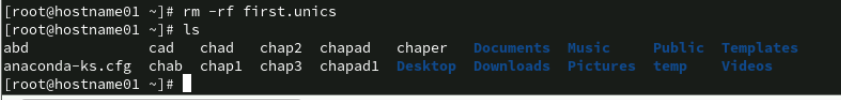 [root@hostname01 ~]# rm -rf first.unics
[root@hostname01 ~]# ls
abd cad chad chap2 chapad chaper Documents Music Public Templates
anaconda-ks.cfg chab chap1 chap3 chapad1 Desktop Downloads Pictures temp Videos
[root@hostname01 ~]#